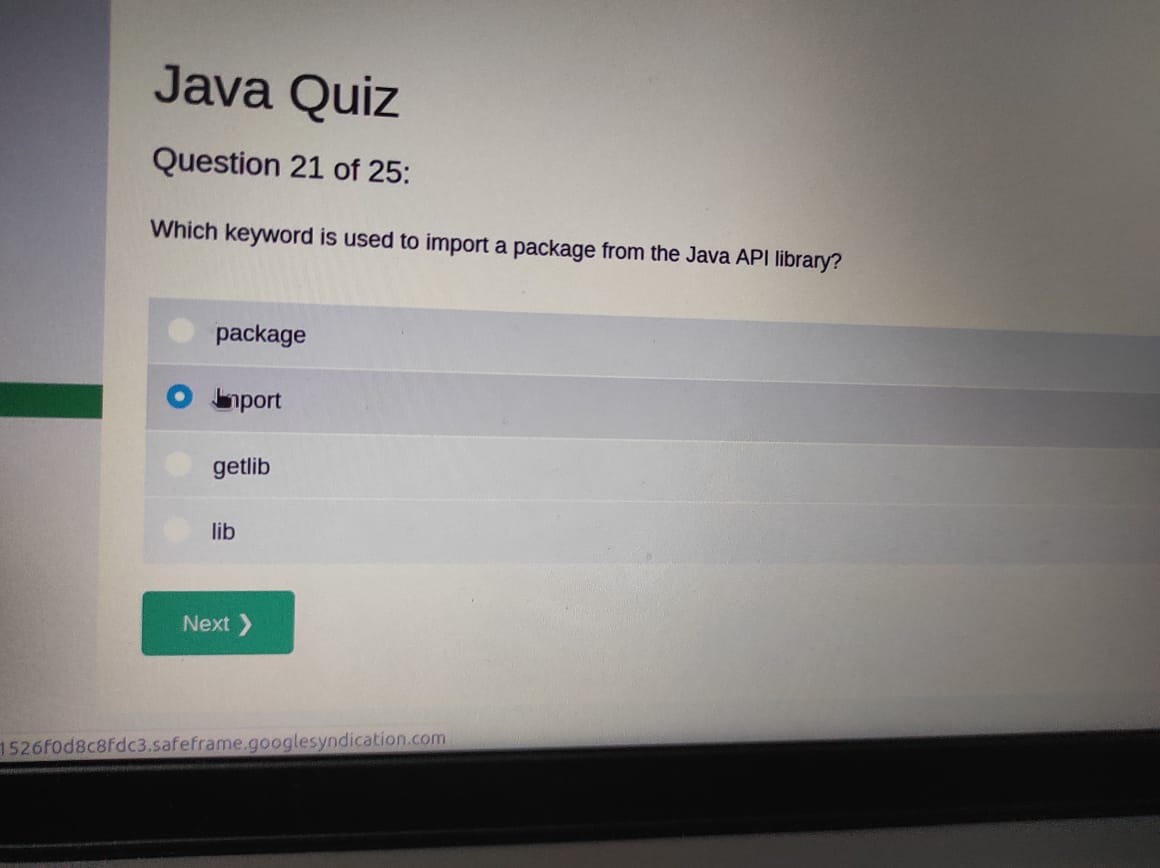 Java Quiz
Question 21 of 25:
Which keyword is used to import a package from the Java API library?
package
import
getlib
lib
Next ❯
1526f0d8c8fdc3.safeframe.googlesyndication.com